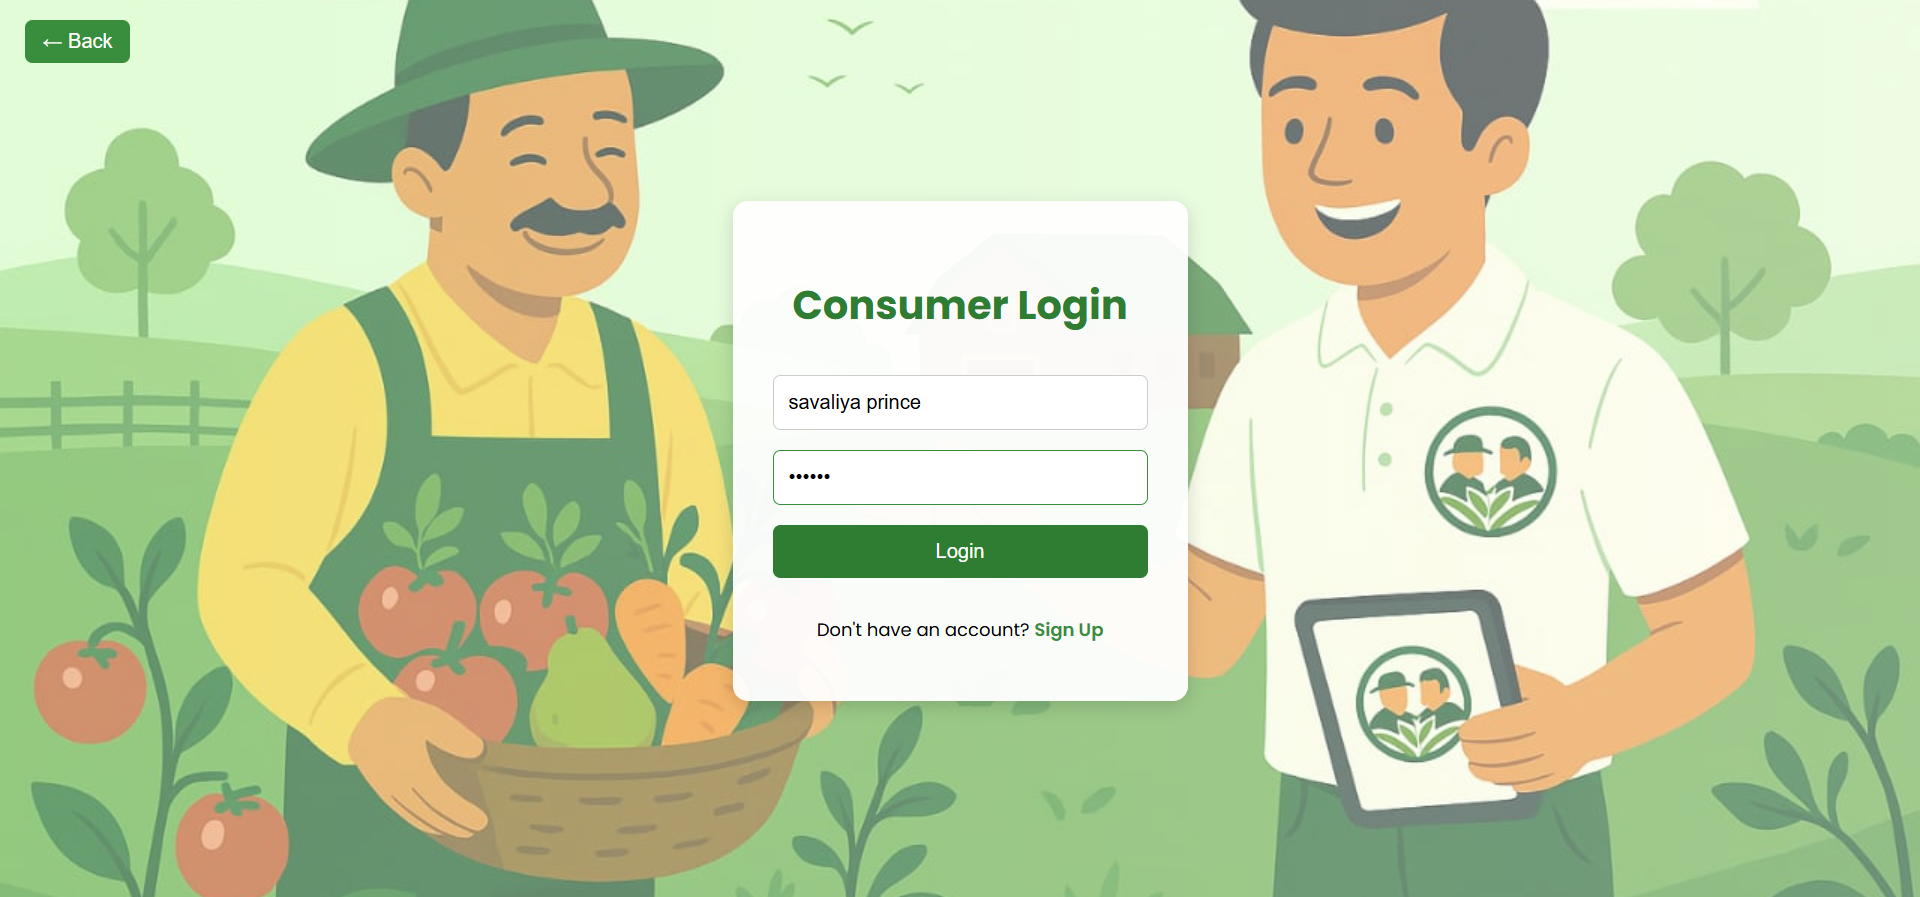 ← Back
Consumer Login
savaliya prince
••••••
Login
Don't have an account? Sign Up